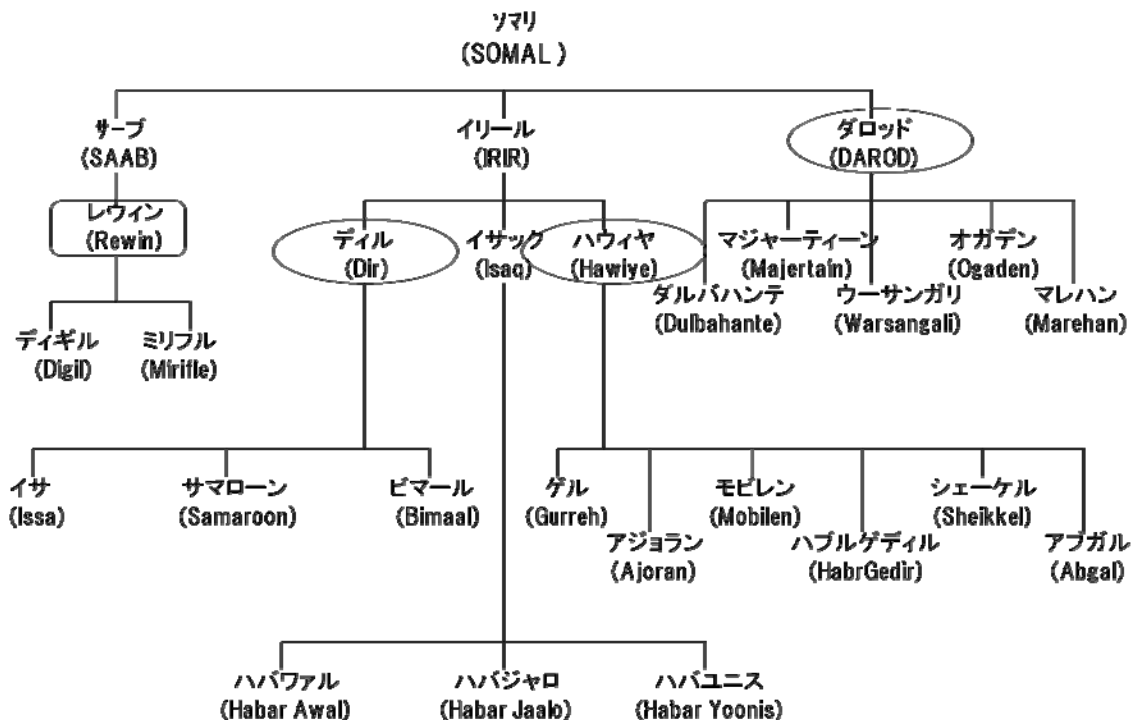 ソマリ
(SOMAL)
サーブ
(SAAB)
イリール
(IRIR)
ダロッド
(DAROD)
レウィン
(Rewin)
ディル
(Dir)
イサック
(Isaq)
ハウィヤ
(Hawiye)
マジャーティーン
(Majertain)
オガデン
(Ogaden)
ダルバハンテ
(Dulbahante)
ウーサンガリ
(Warsangali)
マレハン
(Marehan)
ディギル
(Digil)
ミリフル
(Mirifle)
イサ
(Issa)
サマローン
(Samaroon)
ビマール
(Bimaal)
ゲル
(Gurreh)
モビレン
(Mobilen)
シェーケル
(Sheikkel)
アジョラン
(Ajoran)
ハブルゲディル
(HabrGedir)
アブガル
(Abgal)
ハバワァル
(Habar Awal)
ハバジャロ
(Habar Jaalo)
ハバユニス
(Habar Yoonis)